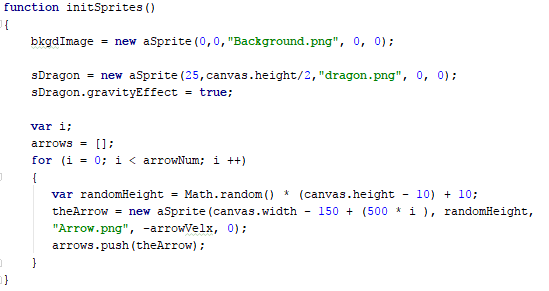 function initSprites()
{
bkgdImage = new aSprite(0,0,"Background.png", 0, 0);
sDragon = new aSprite(25,canvas.height/2,"dragon.png", 0, 0);
sDragon.gravityEffect = true;
var i;
arrows = [];
for (i = 0; i < arrowNum; i ++)
{
var randomHeight = Math.random() * (canvas.height - 10) + 10;
theArrow = new aSprite(canvas.width - 150 + (500 * i ), randomHeight,
"Arrow.png", -arrowVelx, 0);
arrows.push(theArrow);
}
}